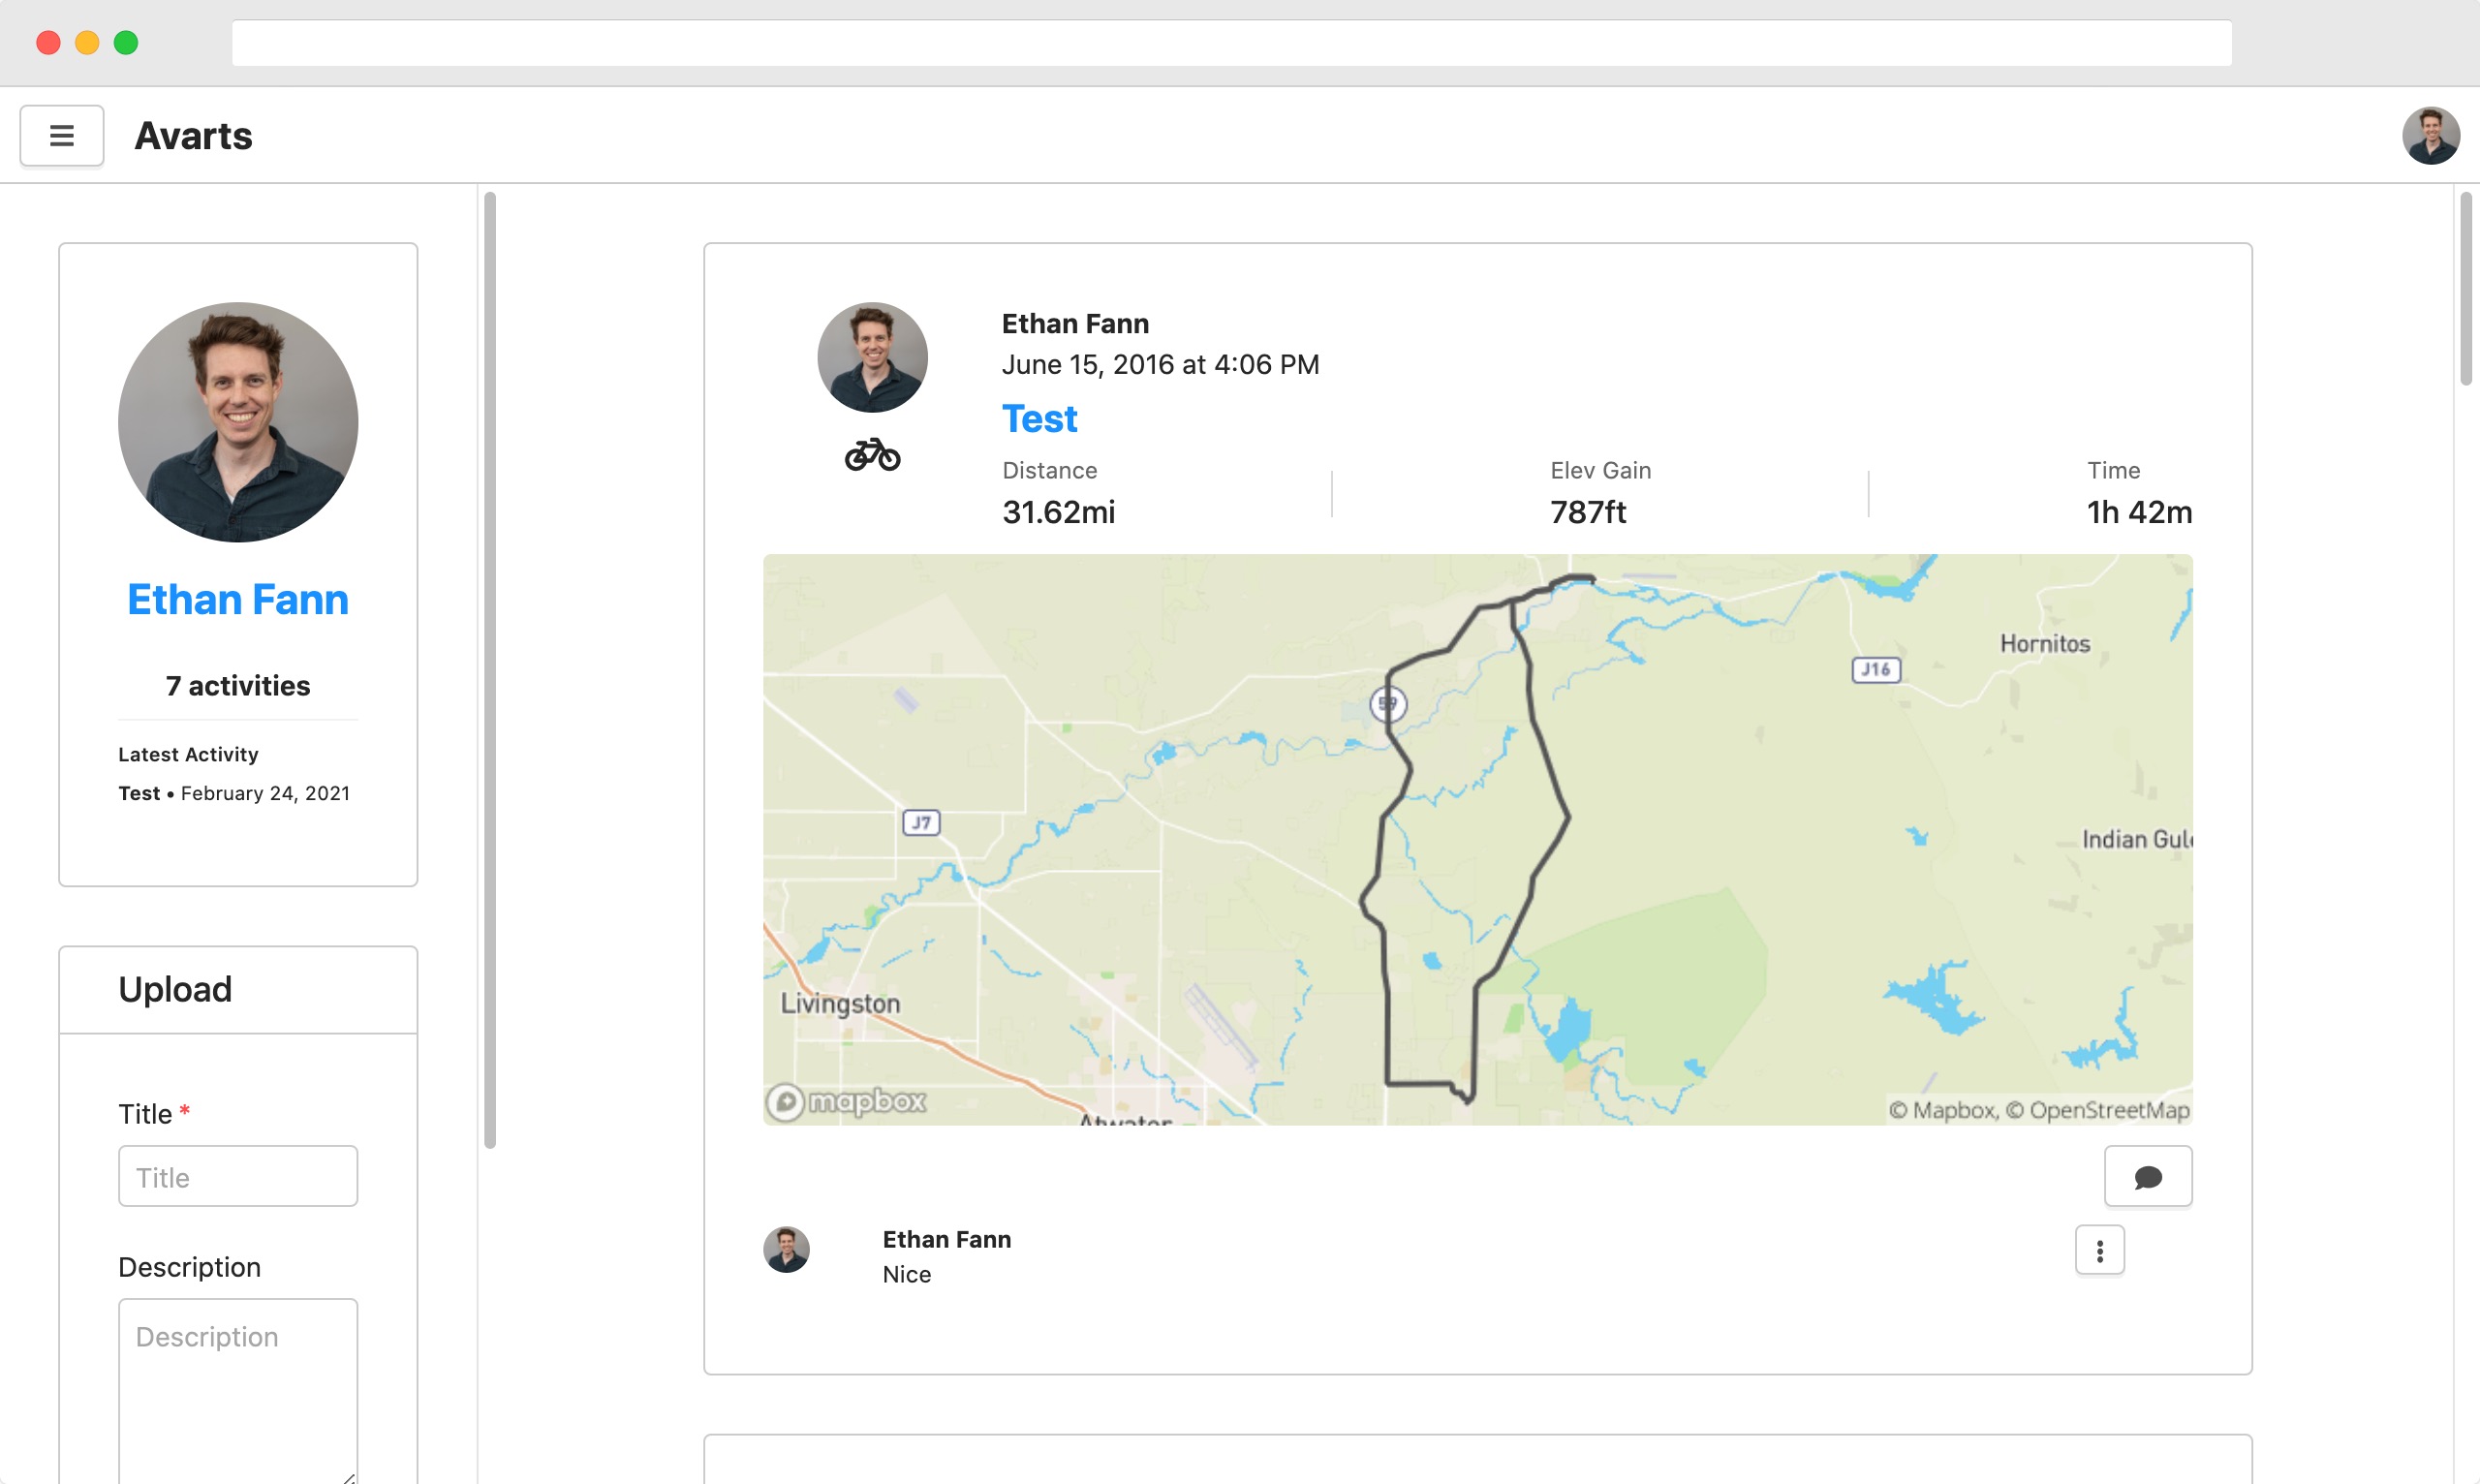 Avarts
Ethan Fann
7 activities
Latest Activity
Test • February 24, 2021
Upload
Title *
Title
Description
Description
Ethan Fann
June 15, 2016 at 4:06 PM
Test
Distance
31.62mi
Elev Gain
787ft
Time
1h 42m
Hornitos
J16
59
J7
Indian Gul
Livingston
Atwater
mapbox
© Mapbox, © OpenStreetMap
Ethan Fann
Nice